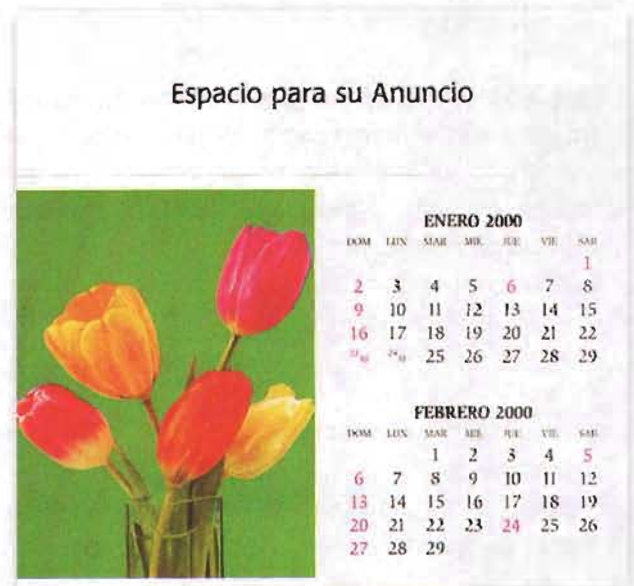 Espacio para su Anuncio
ENERO 2000
DOM LUN MAR MIE JUE VIE SAB
1
2 3 4 5 6 7 8
9 10 11 12 13 14 15
16 17 18 19 20 21 22
23/30 24/31 25 26 27 28 29
FEBRERO 2000
DOM LUN MAR MIE JUE VIE SAB
1 2 3 4 5
6 7 8 9 10 11 12
13 14 15 16 17 18 19
20 21 22 23 24 25 26
27 28 29